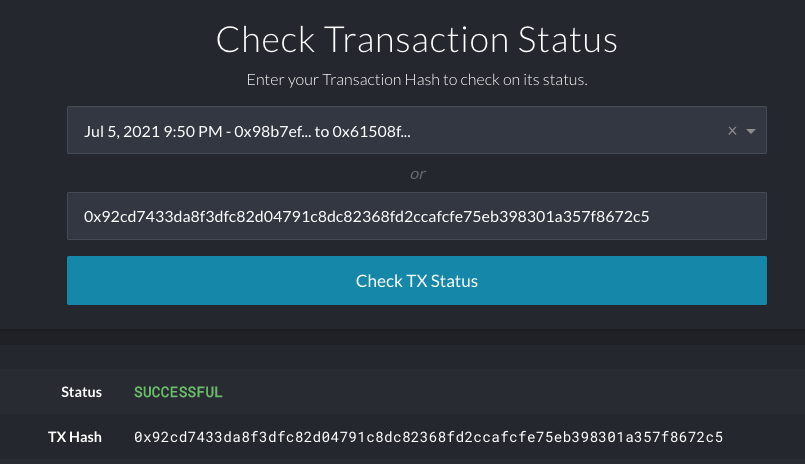 Check Transaction Status
Enter your Transaction Hash to check on its status.
Jul 5, 2021 9:50 PM - 0x98b7ef... to 0x61508f...
or
0x92cd7433da8f3dfc82d04791c8dc82368fd2ccafcfe75eb398301a357f8672c5
Check TX Status
Status SUCCESSFUL
TX Hash 0x92cd7433da8f3dfc82d04791c8dc82368fd2ccafcfe75eb398301a357f8672c5